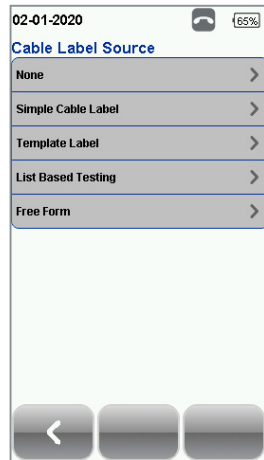 02-01-2020
65%
Cable Label Source
None
Simple Cable Label
Template Label
List Based Testing
Free Form